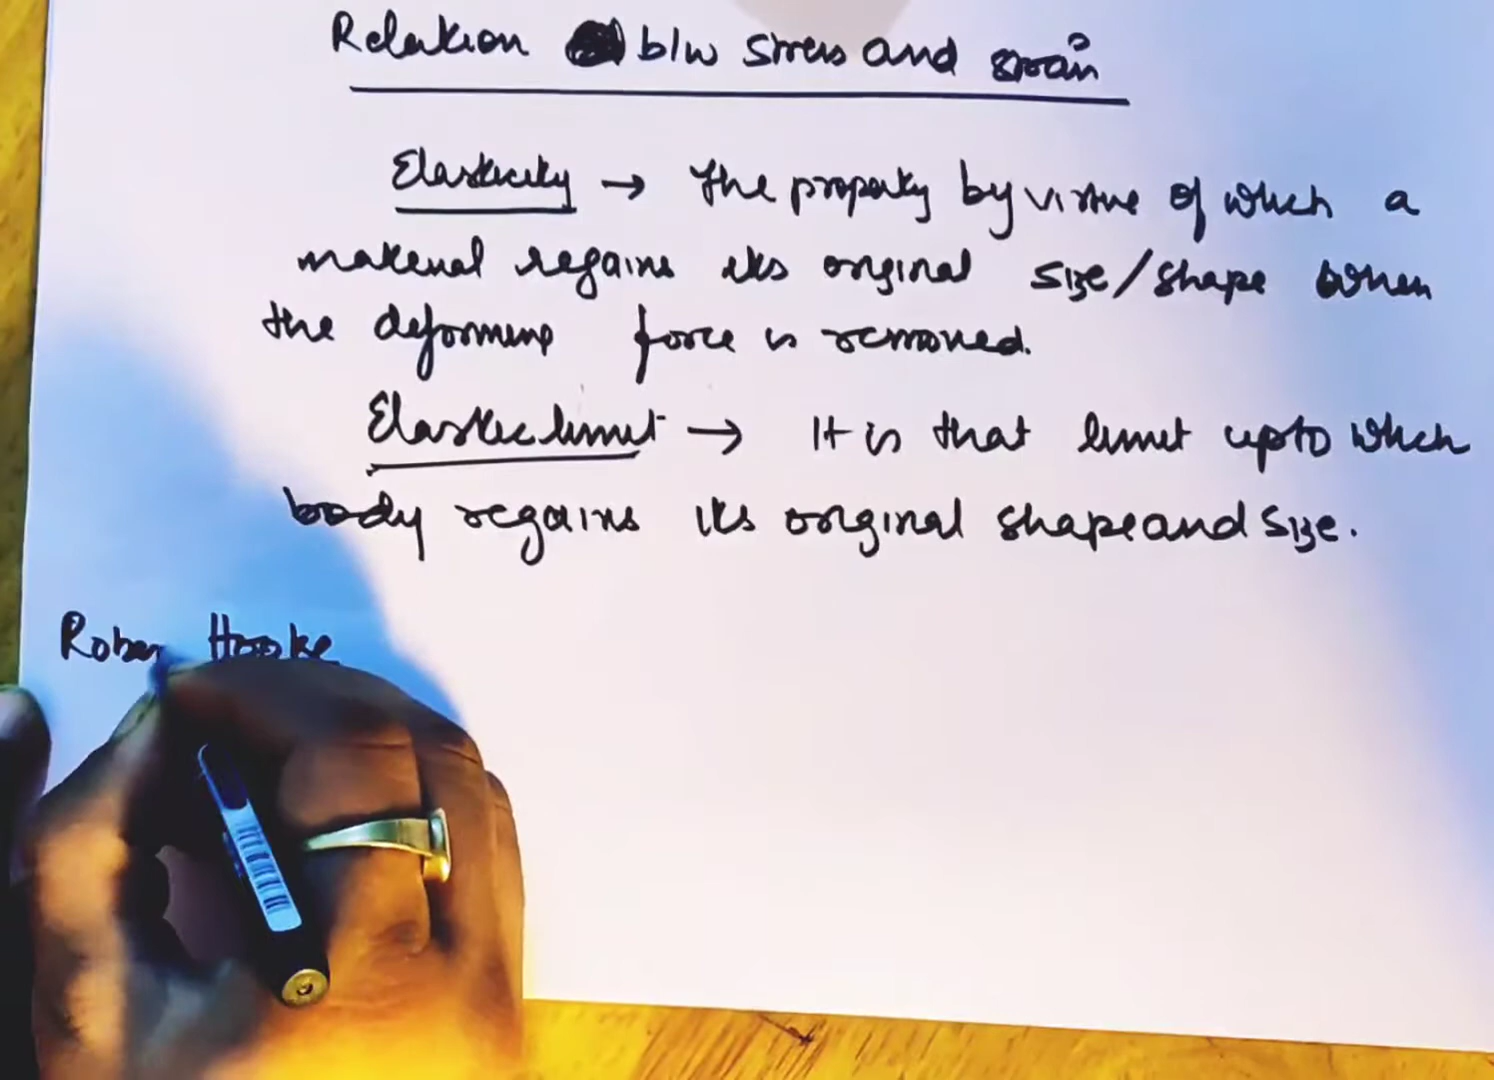 Relation b/w stress and strain
Elasticity → The property by virtue of which a
material regains its original size/shape when
the deforming force is removed.
Elastic limit → It is that limit upto which
body regains its original shape and size.
Rober Hooke